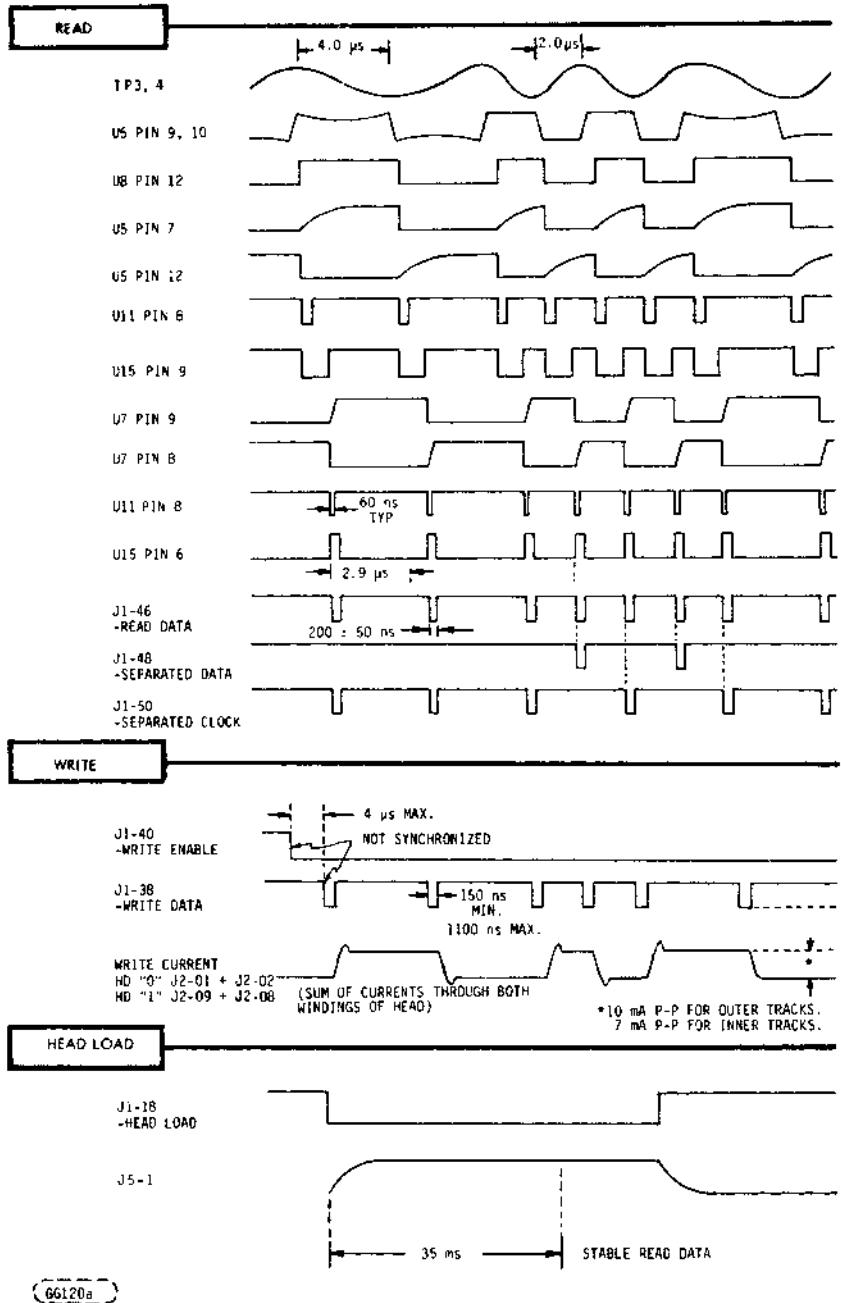 READ
4.0 µs
2.0µs
TP3, 4
U5 PIN 9, 10
U8 PIN 12
U5 PIN 7
U5 PIN 12
U11 PIN 6
U15 PIN 9
U7 PIN 9
U7 PIN 8
U11 PIN 8
60 ns
TYP
U15 PIN 6
2.9 µs
J1-46
-READ DATA
200 ± 50 ns
J1-48
-SEPARATED DATA
J1-50
-SEPARATED CLOCK
WRITE
4 µs MAX.
J1-40
-WRITE ENABLE
NOT SYNCHRONIZED
J1-38
-WRITE DATA
150 ns
MIN.
1100 ns MAX.
WRITE CURRENT
HD "0" J2-01 + J2-02
HD "1" J2-09 + J2-08
(SUM OF CURRENTS THROUGH BOTH
WINDINGS OF HEAD)
*
*10 mA P-P FOR OUTER TRACKS.
7 mA P-P FOR INNER TRACKS.
HEAD LOAD
J1-18
-HEAD LOAD
J5-1
35 ms
STABLE READ DATA
GG120a